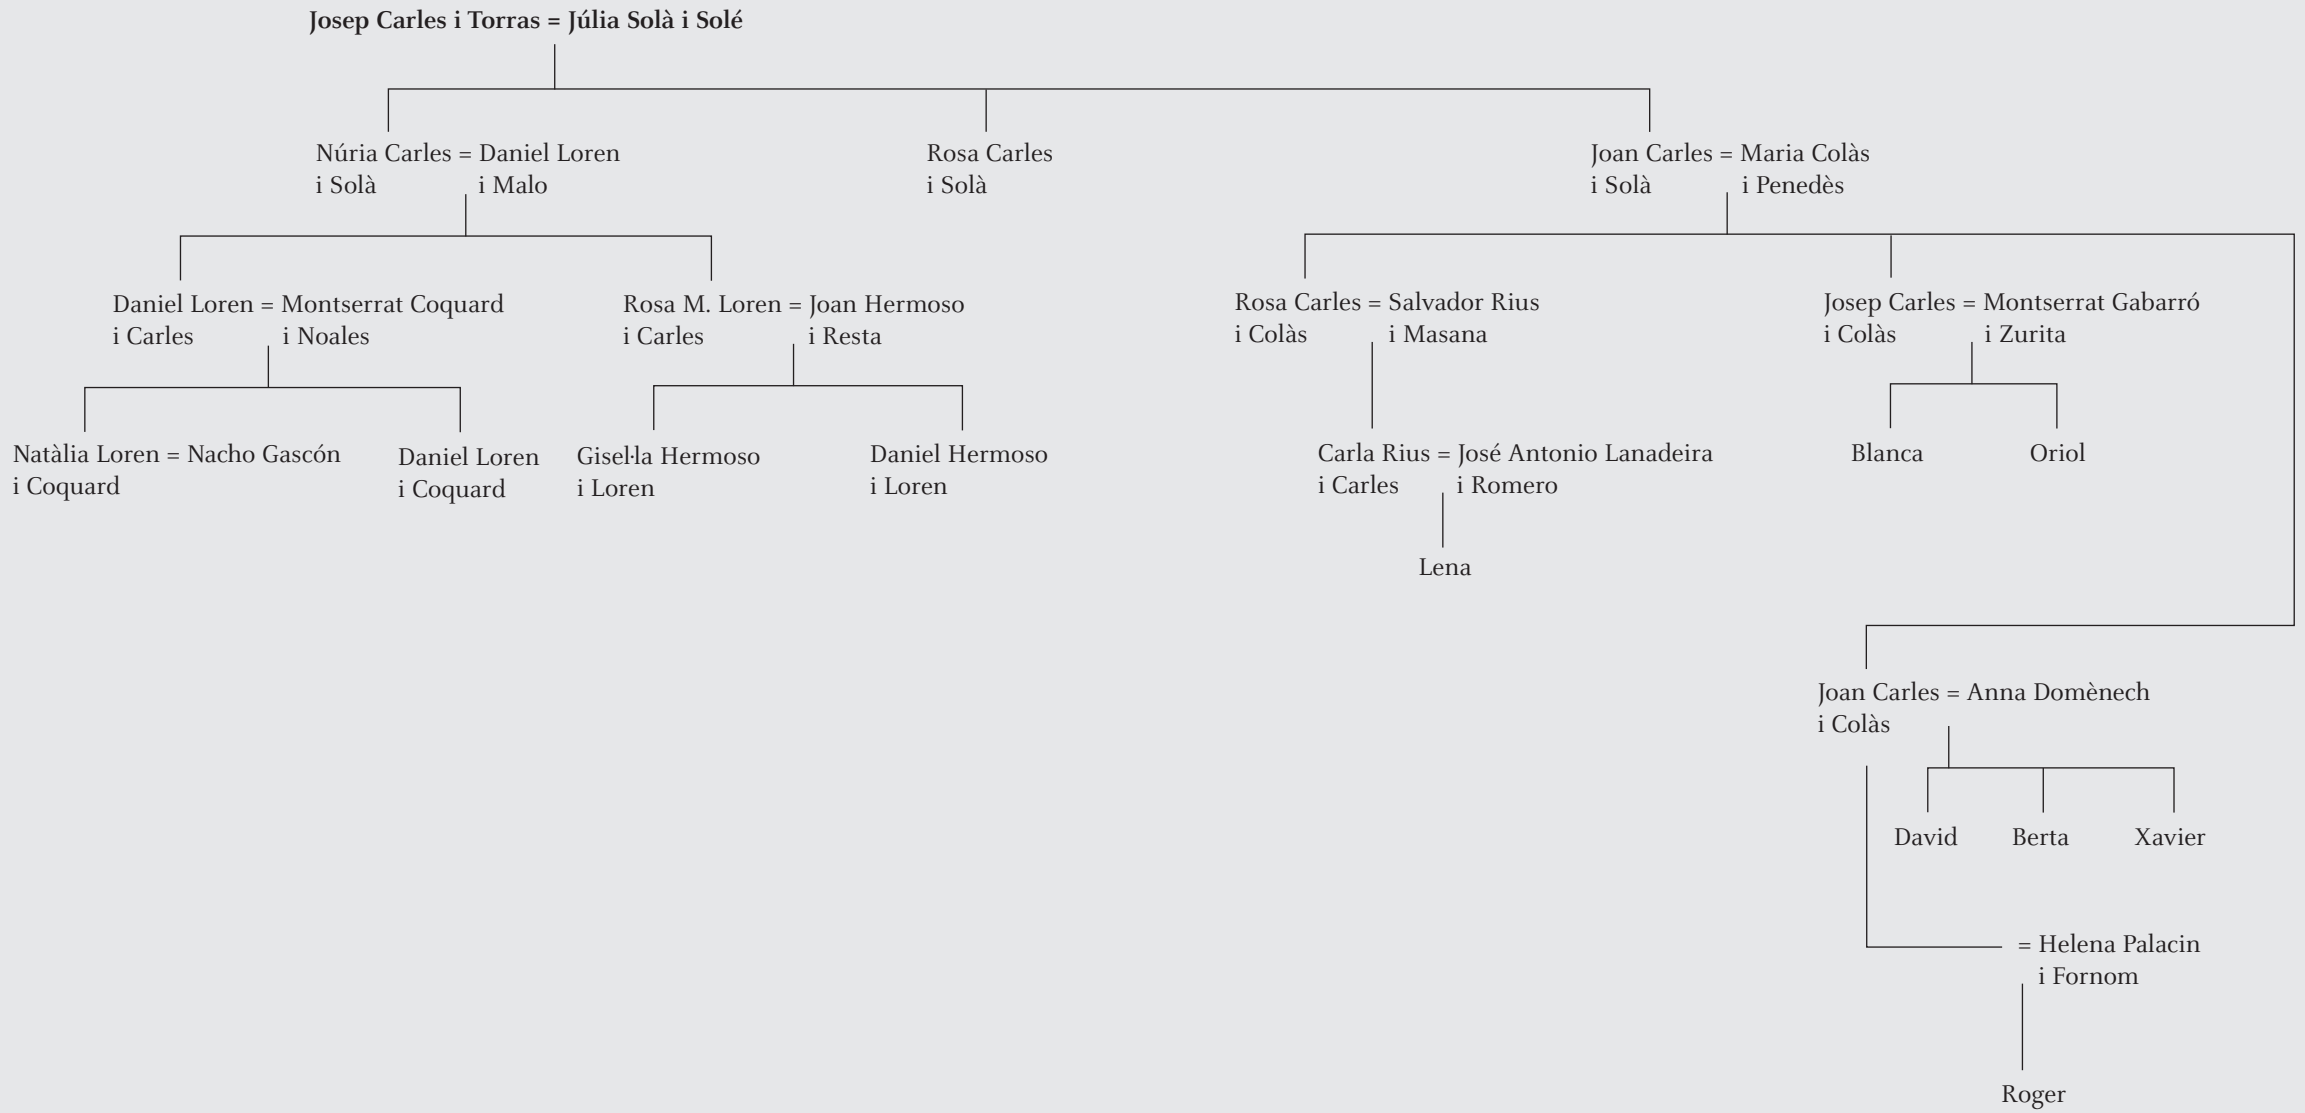 Josep Carles i Torras = Júlia Solà i Solé
Núria Carles = Daniel Loren
i Solà i Malo
Rosa Carles
i Solà
Joan Carles = Maria Colàs
i Solà i Penedès
Daniel Loren = Montserrat Coquard
i Carles i Noales
Rosa M. Loren = Joan Hermoso
i Carles i Resta
Rosa Carles = Salvador Rius
i Colàs i Masana
Josep Carles = Montserrat Gabarró
i Colàs i Zurita
Natàlia Loren = Nacho Gascón
i Coquard
Daniel Loren
i Coquard
Gisel·la Hermoso
i Loren
Daniel Hermoso
i Loren
Carla Rius = José Antonio Lanadeira
i Carles i Romero
Blanca
Oriol
Lena
Joan Carles = Anna Domènech
i Colàs
David
Berta
Xavier
= Helena Palacin
i Fornom
Roger